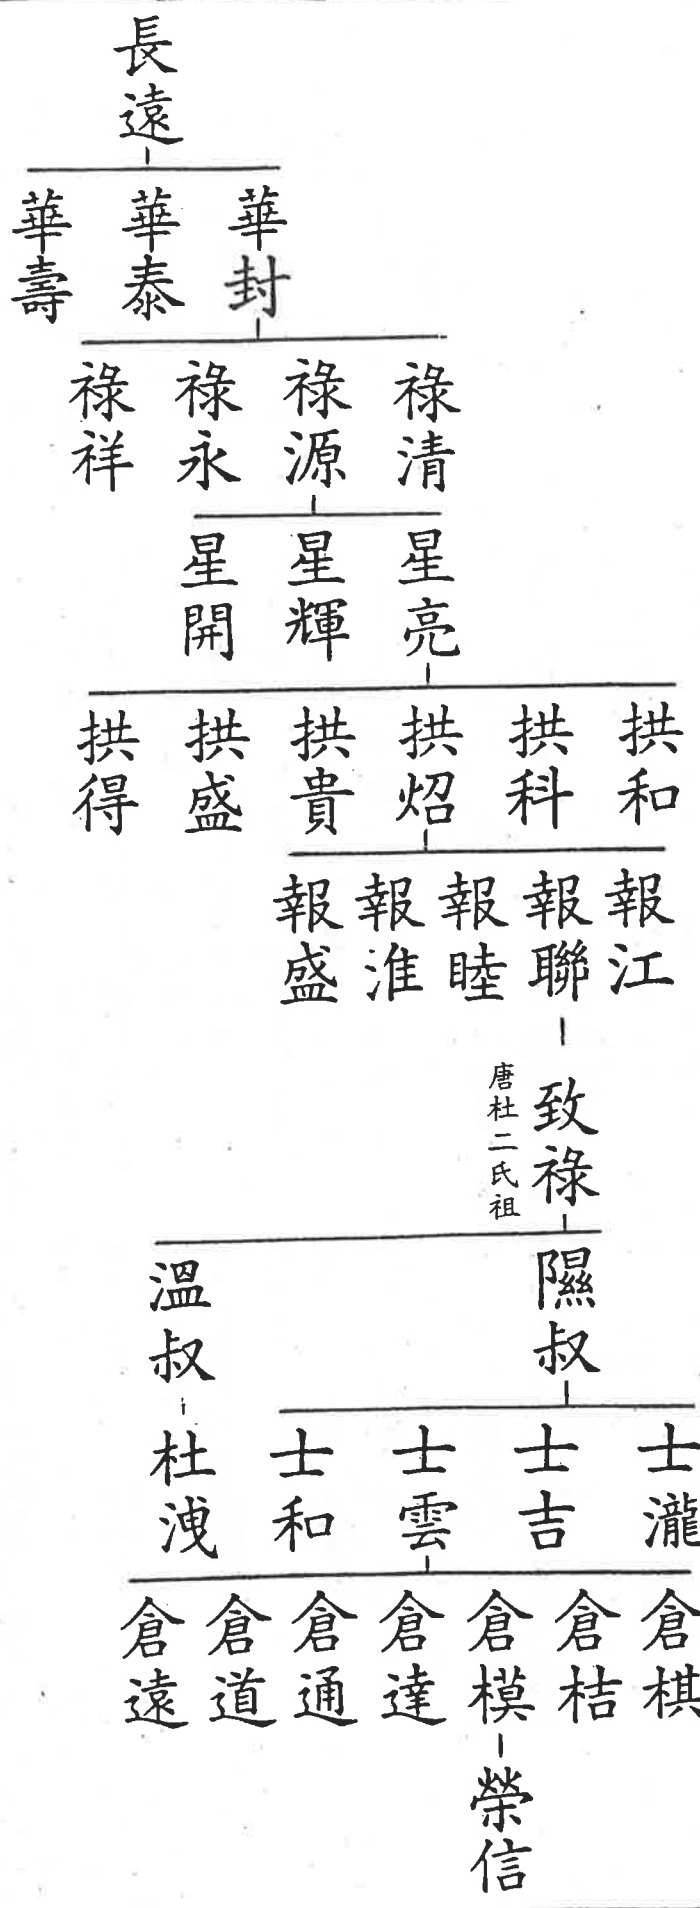 長遠
華封 華泰 華壽
祿清 祿源 祿永 祿祥
星亮 星輝 星開
拱和 拱科 拱炤 拱貴 拱盛 拱得
報江 報聯 報睦 報淮 報盛
致祿
唐杜二氏祖
隰叔 溫叔
士瀧 士吉 士雲 士和 杜洩
倉棋 倉桔 倉模 倉達 倉通 倉道 倉遠
榮信